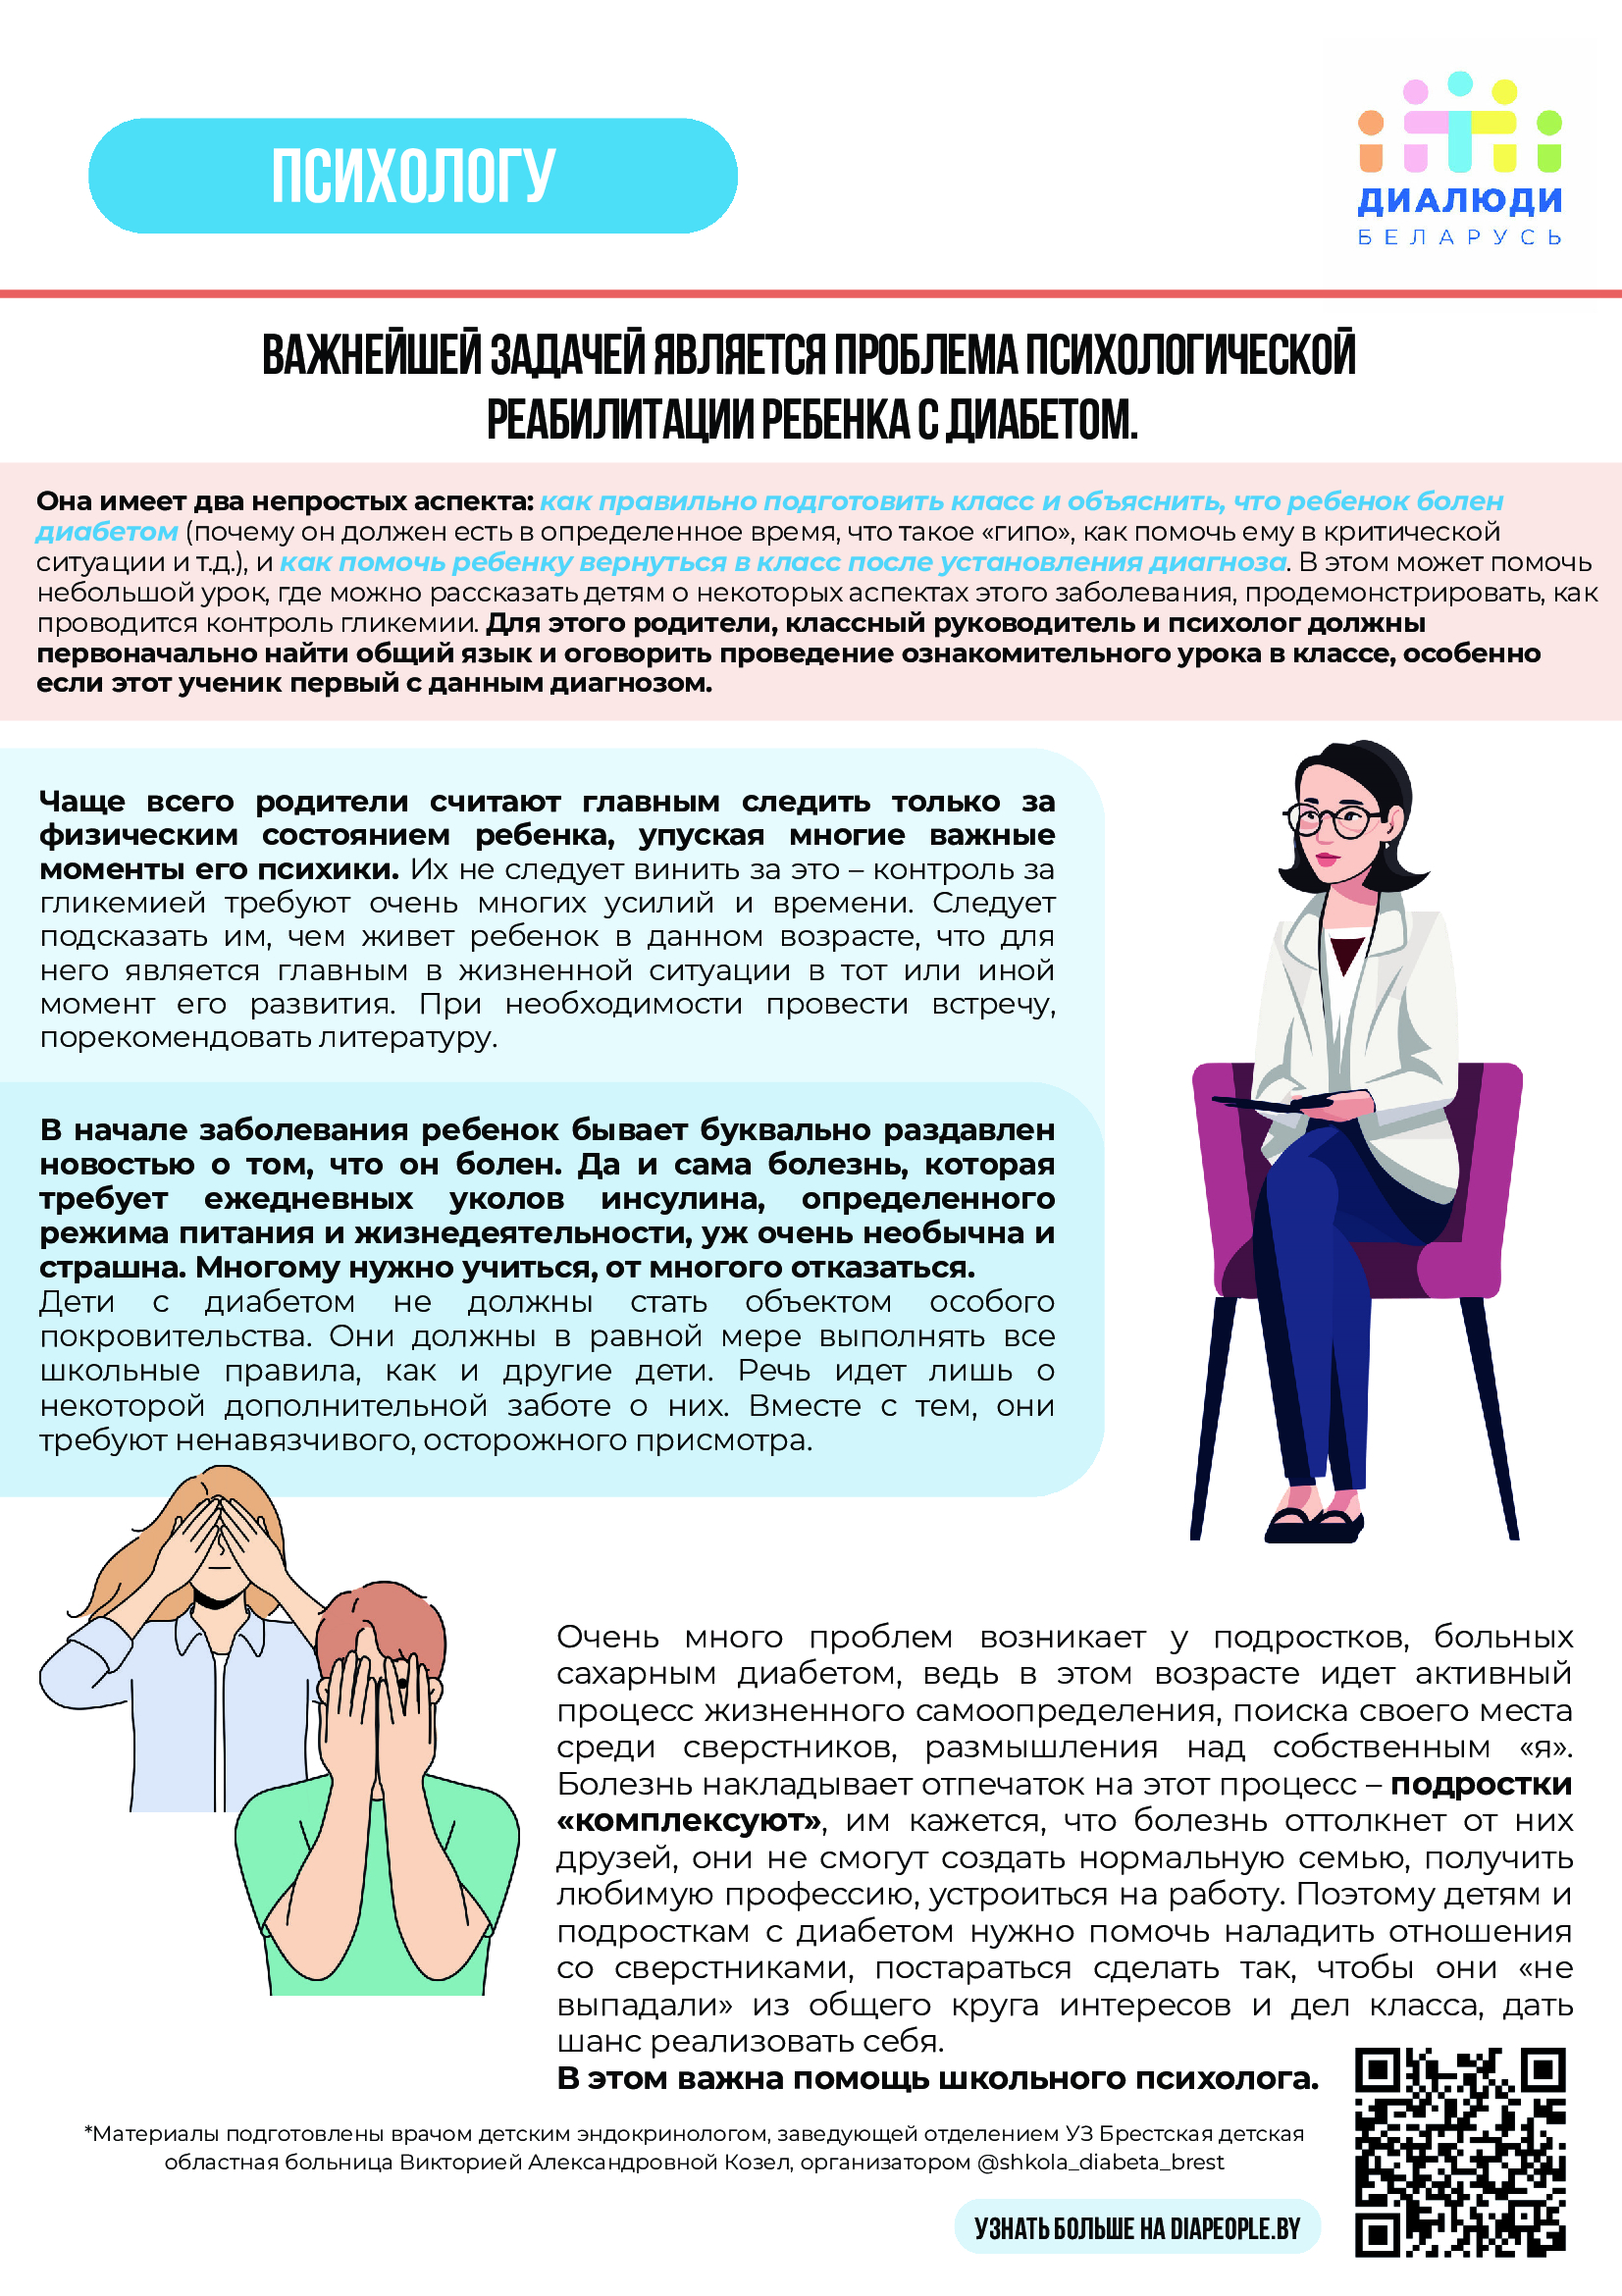 ПСИХОЛОГУ
ДИАЛЮДИ
БЕЛАРУСЬ
ВАЖНЕЙШЕЙ ЗАДАЧЕЙ ЯВЛЯЕТСЯ ПРОБЛЕМА ПСИХОЛОГИЧЕСКОЙ
РЕАБИЛИТАЦИИ РЕБЕНКА С ДИАБЕТОМ.
Она имеет два непростых аспекта: как правильно подготовить класс и объяснить, что ребенок болен
диабетом (почему он должен есть в определенное время, что такое «гипо», как помочь ему в критической
ситуации и т.д.), и как помочь ребенку вернуться в класс после установления диагноза. В этом может помочь
небольшой урок, где можно рассказать детям о некоторых аспектах этого заболевания, продемонстрировать, как
проводится контроль гликемии. Для этого родители, классный руководитель и психолог должны
первоначально найти общий язык и оговорить проведение ознакомительного урока в классе, особенно
если этот ученик первый с данным диагнозом.
Чаще всего родители считают главным следить только за
физическим состоянием ребенка, упуская многие важные
моменты его психики. Их не следует винить за это – контроль за
гликемией требуют очень многих усилий и времени. Следует
подсказать им, чем живет ребенок в данном возрасте, что для
него является главным в жизненной ситуации в тот или иной
момент его развития. При необходимости провести встречу,
порекомендовать литературу.
В начале заболевания ребенок бывает буквально раздавлен
новостью о том, что он болен. Да и сама болезнь, которая
требует ежедневных уколов инсулина, определенного
режима питания и жизнедеятельности, уж очень необычна и
страшна. Многому нужно учиться, от многого отказаться.
Дети с диабетом не должны стать объектом особого
покровительства. Они должны в равной мере выполнять все
школьные правила, как и другие дети. Речь идет лишь о
некоторой дополнительной заботе о них. Вместе с тем, они
требуют ненавязчивого, осторожного присмотра.
Очень много проблем возникает у подростков, больных
сахарным диабетом, ведь в этом возрасте идет активный
процесс жизненного самоопределения, поиска своего места
среди сверстников, размышления над собственным «я».
Болезнь накладывает отпечаток на этот процесс – подростки
«комплексуют», им кажется, что болезнь оттолкнет от них
друзей, они не смогут создать нормальную семью, получить
любимую профессию, устроиться на работу. Поэтому детям и
подросткам с диабетом нужно помочь наладить отношения
со сверстниками, постараться сделать так, чтобы они «не
выпадали» из общего круга интересов и дел класса, дать
шанс реализовать себя.
В этом важна помощь школьного психолога.
*Материалы подготовлены врачом детским эндокринологом, заведующей отделением УЗ Брестская детская
областная больница Викторией Александровной Козел, организатором @shkola_diabeta_brest
УЗНАТЬ БОЛЬШЕ НА DIAPEOPLE.BY